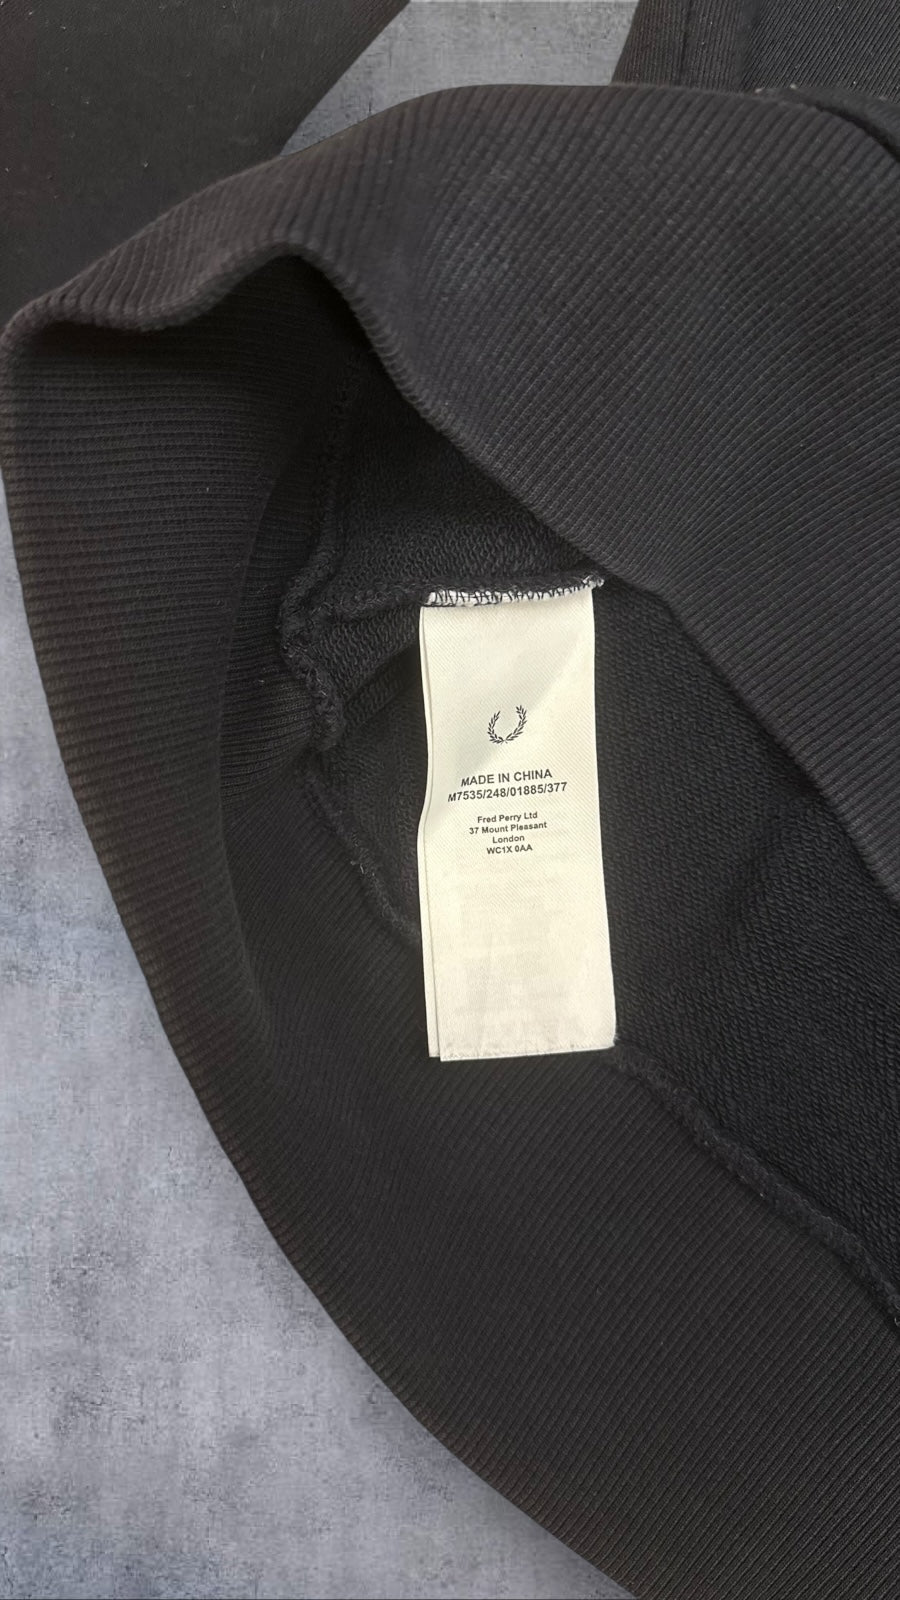 MADE IN CHINA
M7535/248/01885/377
Fred Perry Ltd
37 Mount Pleasant
London
WC1X 0AA